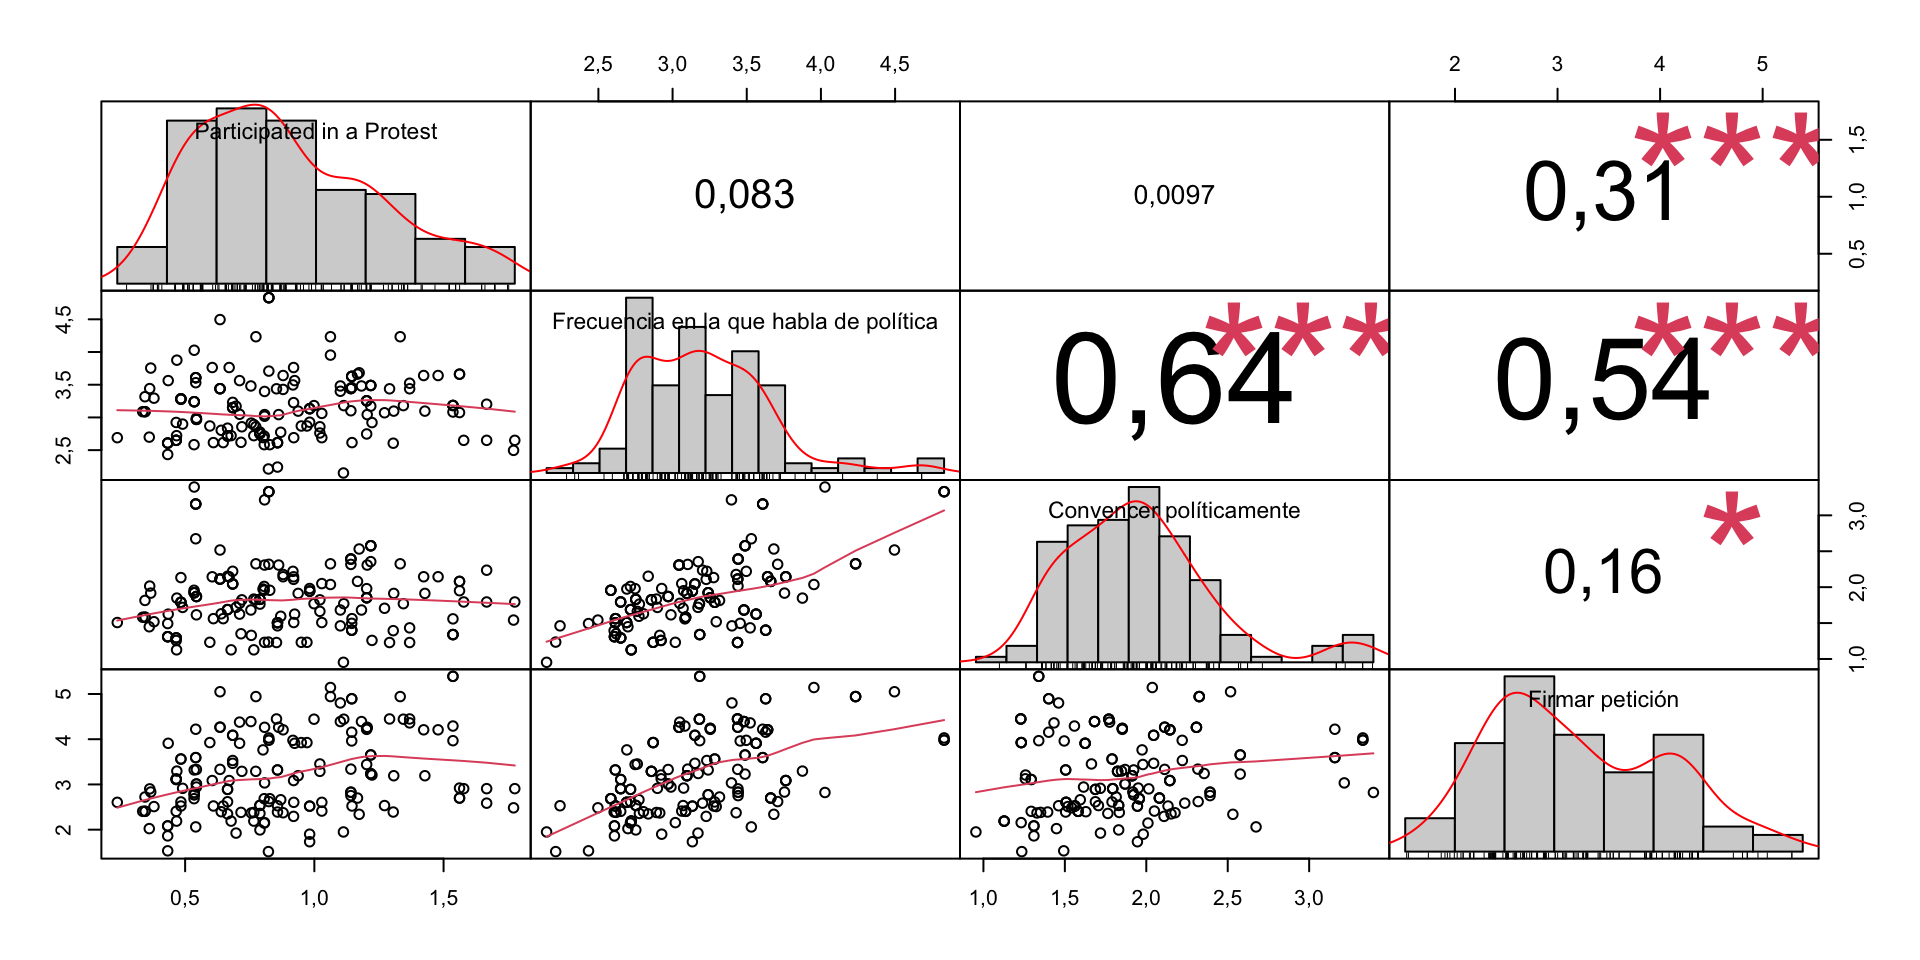 2,5 3,0 3,5 4,0 4,5
2 3 4 5
Participated in a Protest
0,083
0,0097
0,31
***
0,5 1,0 1,5
2,5 3,5 4,5
Frecuencia en la que habla de política
0,64
***
0,54
***
Convencer políticamente
0,16
*
1,0 2,0 3,0
2 3 4 5
Firmar petición
0,5 1,0 1,5
1,0 1,5 2,0 2,5 3,0